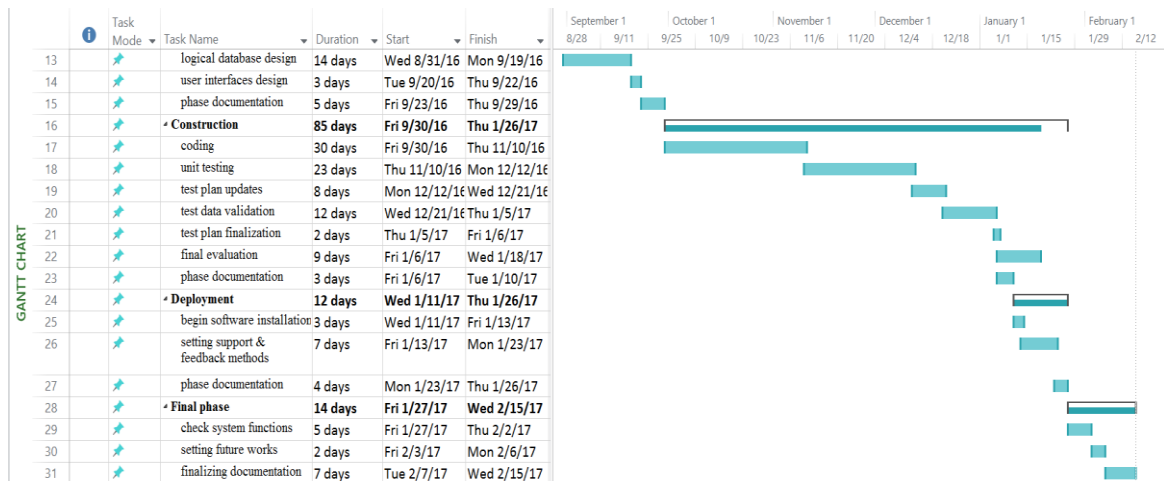 GANTT CHART
Task Mode Task Name Duration Start Finish
September 1 October 1 November 1 December 1 January 1 February 1
8/28 9/11 9/25 10/9 10/23 11/6 11/20 12/4 12/18 1/1 1/15 1/29 2/12
13 logical database design 14 days Wed 8/31/16 Mon 9/19/16
14 user interfaces design 3 days Tue 9/20/16 Thu 9/22/16
15 phase documentation 5 days Fri 9/23/16 Thu 9/29/16
16 Construction 85 days Fri 9/30/16 Thu 1/26/17
17 coding 30 days Fri 9/30/16 Thu 11/10/16
18 unit testing 23 days Thu 11/10/16 Mon 12/12/16
19 test plan updates 8 days Mon 12/12/16 Wed 12/21/16
20 test data validation 12 days Wed 12/21/16 Thu 1/5/17
21 test plan finalization 2 days Thu 1/5/17 Fri 1/6/17
22 final evaluation 9 days Fri 1/6/17 Wed 1/18/17
23 phase documentation 3 days Fri 1/6/17 Tue 1/10/17
24 Deployment 12 days Wed 1/11/17 Thu 1/26/17
25 begin software installation 3 days Wed 1/11/17 Fri 1/13/17
26 setting support & feedback methods 7 days Fri 1/13/17 Mon 1/23/17
27 phase documentation 4 days Mon 1/23/17 Thu 1/26/17
28 Final phase 14 days Fri 1/27/17 Wed 2/15/17
29 check system functions 5 days Fri 1/27/17 Thu 2/2/17
30 setting future works 2 days Fri 2/3/17 Mon 2/6/17
31 finalizing documentation 7 days Tue 2/7/17 Wed 2/15/17